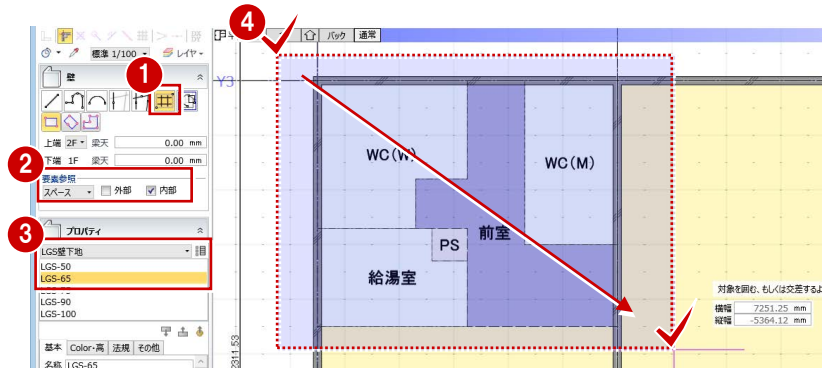 4
バック 通常
標準 1/100 レイヤ
1
壁
Y3
上端 2F 梁天 0.00 mm
下端 1F 梁天 0.00 mm
2
要素参照
スペース 外部 内部
WC(W)
WC(M)
3
プロパティ
前室
PS
LGS壁下地
LGS-50
LGS-65
給湯室
LGS-90
LGS-100
対象を囲む、もしくは交差するよ
横幅 7251.25 mm
縦幅 -5364.12 mm
基本 Color・高 法規 その他
名称 LGS-65
2311.53